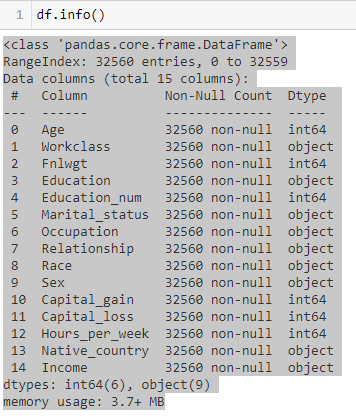 1 df.info()
<class 'pandas.core.frame.DataFrame'>
RangeIndex: 32560 entries, 0 to 32559
Data columns (total 15 columns):
 #   Column          Non-Null Count  Dtype
---  ------          --------------  -----
 0   Age             32560 non-null  int64
 1   Workclass       32560 non-null  object
 2   Fnlwgt          32560 non-null  int64
 3   Education       32560 non-null  object
 4   Education_num   32560 non-null  int64
 5   Marital_status  32560 non-null  object
 6   Occupation      32560 non-null  object
 7   Relationship    32560 non-null  object
 8   Race            32560 non-null  object
 9   Sex             32560 non-null  object
 10  Capital_gain    32560 non-null  int64
 11  Capital_loss    32560 non-null  int64
 12  Hours_per_week  32560 non-null  int64
 13  Native_country  32560 non-null  object
 14  Income          32560 non-null  object
dtypes: int64(6), object(9)
memory usage: 3.7+ MB